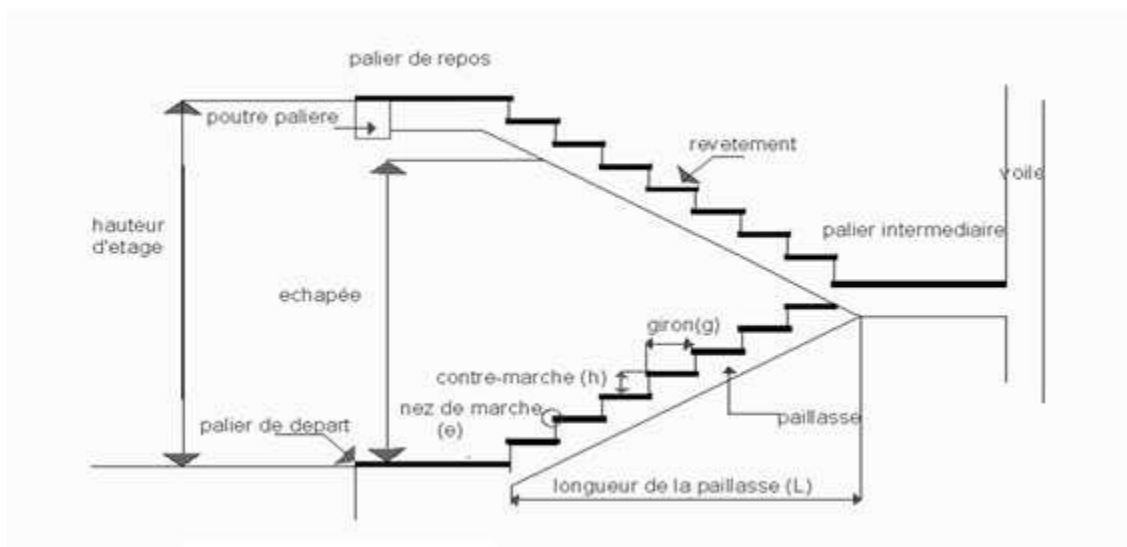 palier de repos
poutre paliere
revetement
voile
hauteur
d'etage
palier intermediaire
echapée
giron(g)
contre-marche (h)
nez de marche
(e)
palier de depart
paillasse
longueur de la paillasse (L)